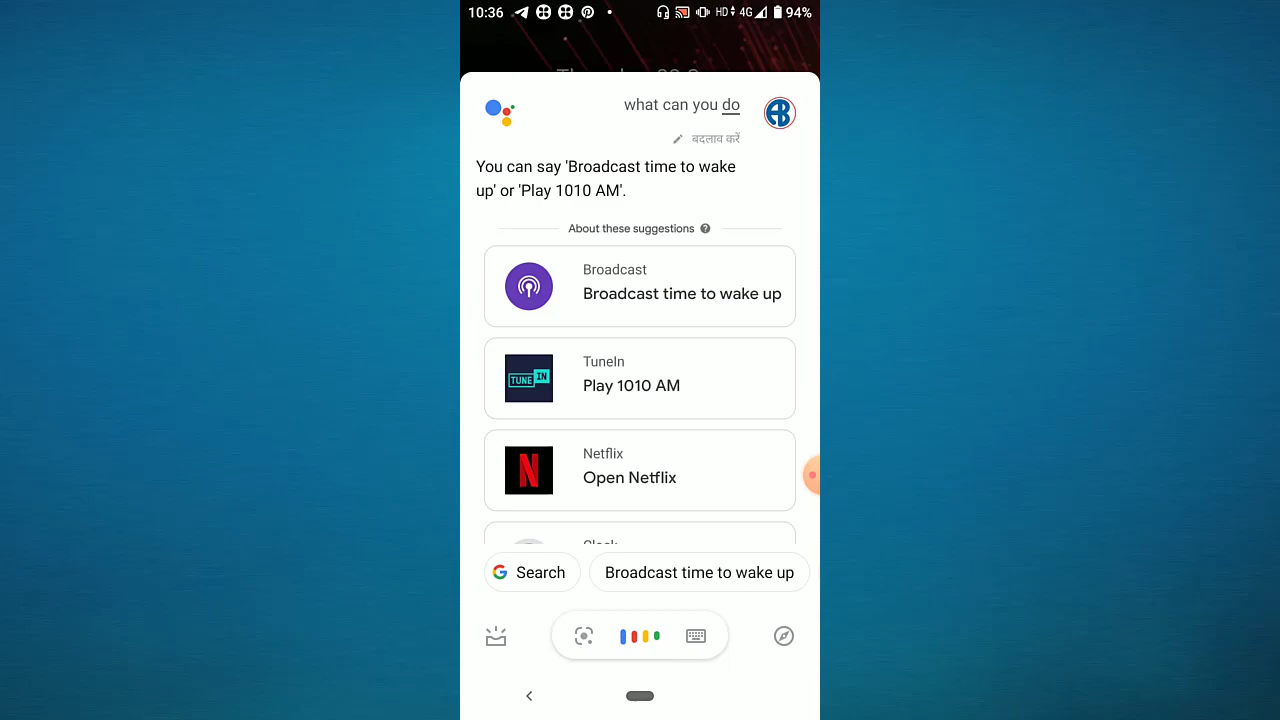 10:36 HD 4G 94%
what can you do
बदलाव करें
You can say 'Broadcast time to wake
up' or 'Play 1010 AM'.
About these suggestions ?
Broadcast
Broadcast time to wake up
TUNE IN
TuneIn
Play 1010 AM
N
Netflix
Open Netflix
Clock
G Search
Broadcast time to wake up